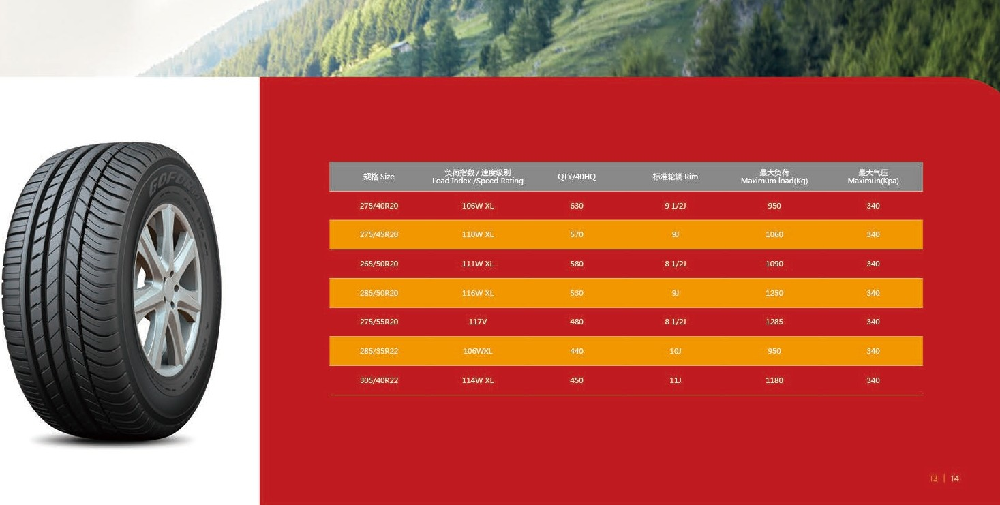 GOFORM
规格 Size
负荷指数 / 速度级别
Load Index /Speed Rating
QTY/40HQ
标准轮辋 Rim
最大负荷
Maximum load(Kg)
最大气压
Maximun(Kpa)
275/40R20 106W XL 630 9 1/2J 950 340
275/45R20 110W XL 570 9J 1060 340
265/50R20 111W XL 580 8 1/2J 1090 340
285/50R20 116W XL 530 9J 1250 340
275/55R20 117V 480 8 1/2J 1285 340
285/35R22 106WXL 440 10J 950 340
305/40R22 114W XL 450 11J 1180 340
13 | 14